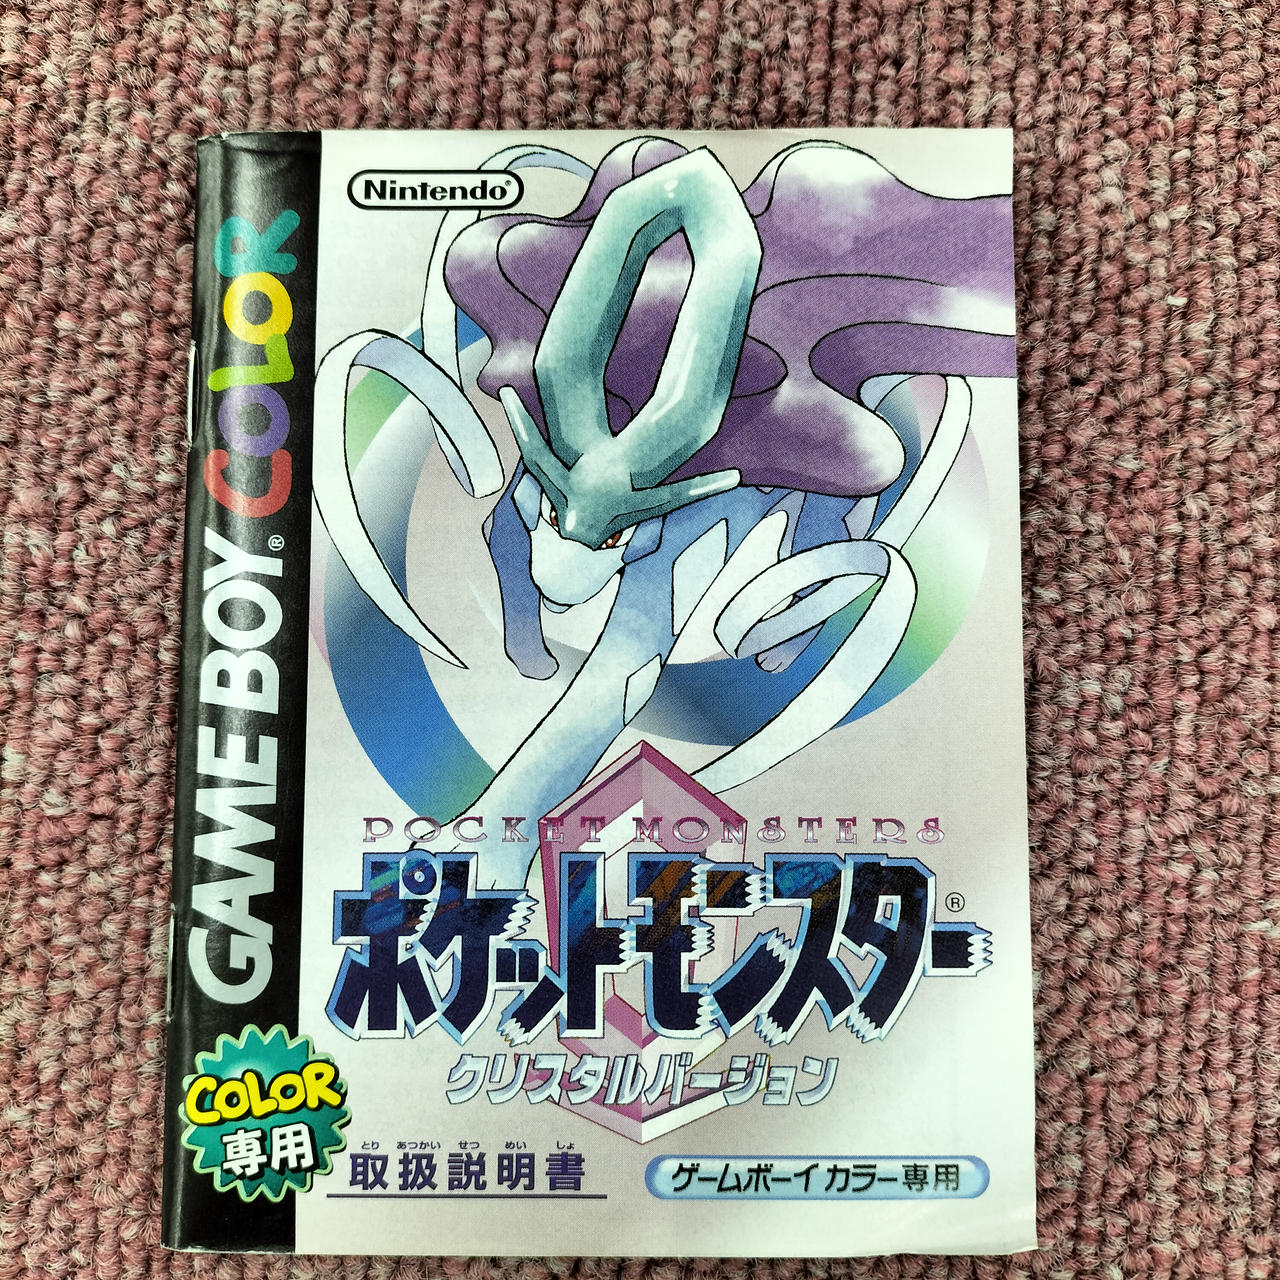 Nintendo®
GAME BOY® COLOR
POCKET MONSTERS
ポケットモンスター®
クリスタルバージョン
COLOR
専用
とり あつかい せつ めい しょ
取扱説明書
ゲームボーイ カラー専用